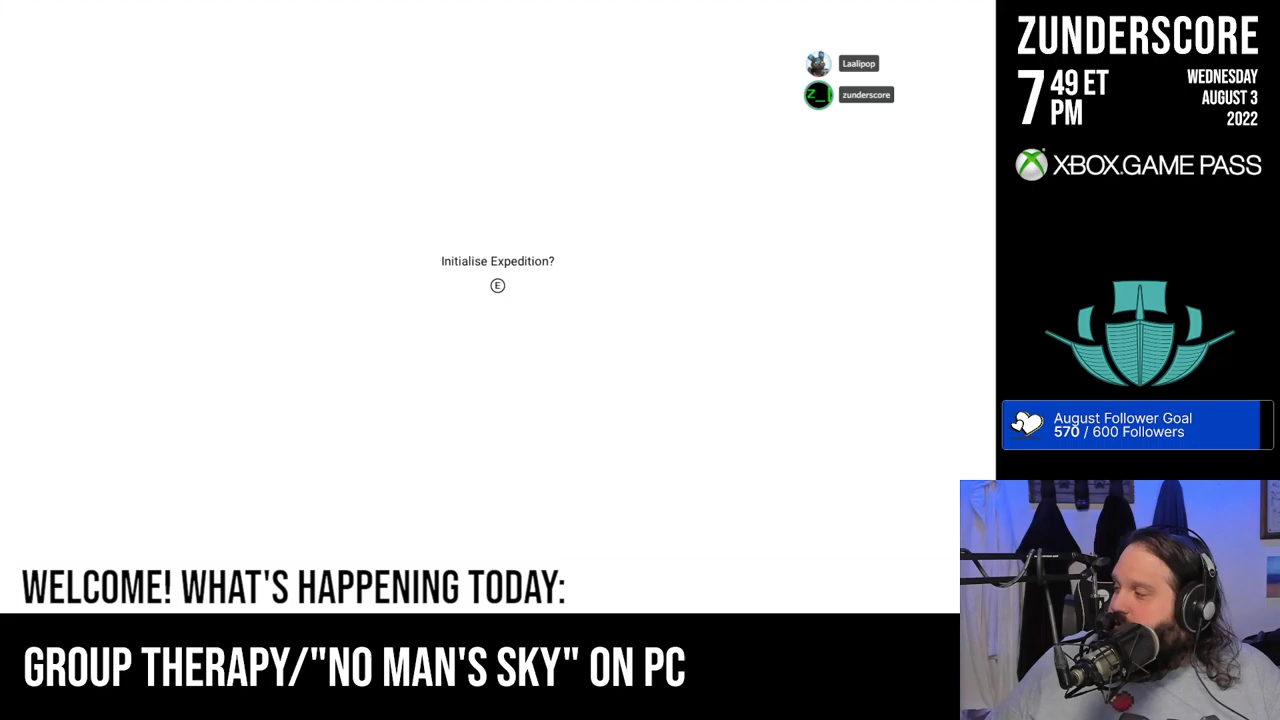 Laalipop
z_
zunderscore
Initialise Expedition?
E
WELCOME! WHAT'S HAPPENING TODAY:
GROUP THERAPY/"NO MAN'S SKY" ON PC
ZUNDERSCORE
7 49 ET
PM
WEDNESDAY
AUGUST 3
2022
XBOX GAME PASS
August Follower Goal
570 / 600 Followers